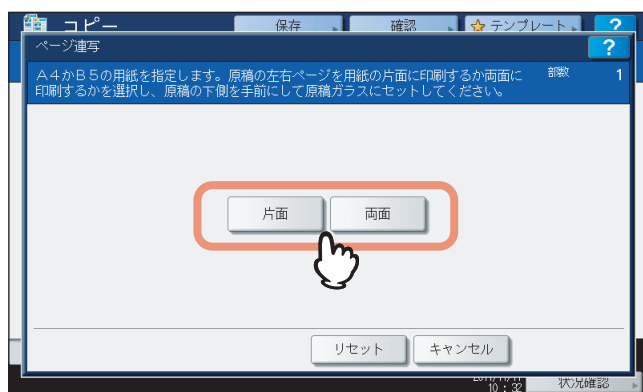 コピー
保存
確認
テンプレート
?
ページ連写
?
A4かB5の用紙を指定します。原稿の左右ページを用紙の片面に印刷するか両面に
印刷するかを選択し、原稿の下側を手前にして原稿ガラスにセットしてください。
部数 1
片面
両面
リセット
キャンセル
10:32
状況確認